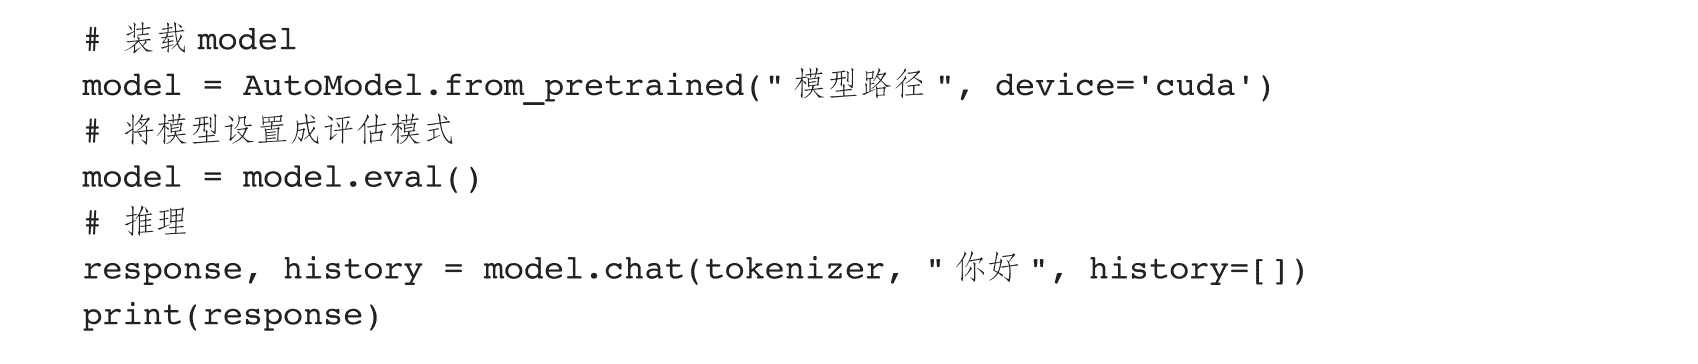 # 装载 model
model = AutoModel.from_pretrained("模型路径", device='cuda')
# 将模型设置成评估模式
model = model.eval()
# 推理
response, history = model.chat(tokenizer, "你好", history=[])
print(response)